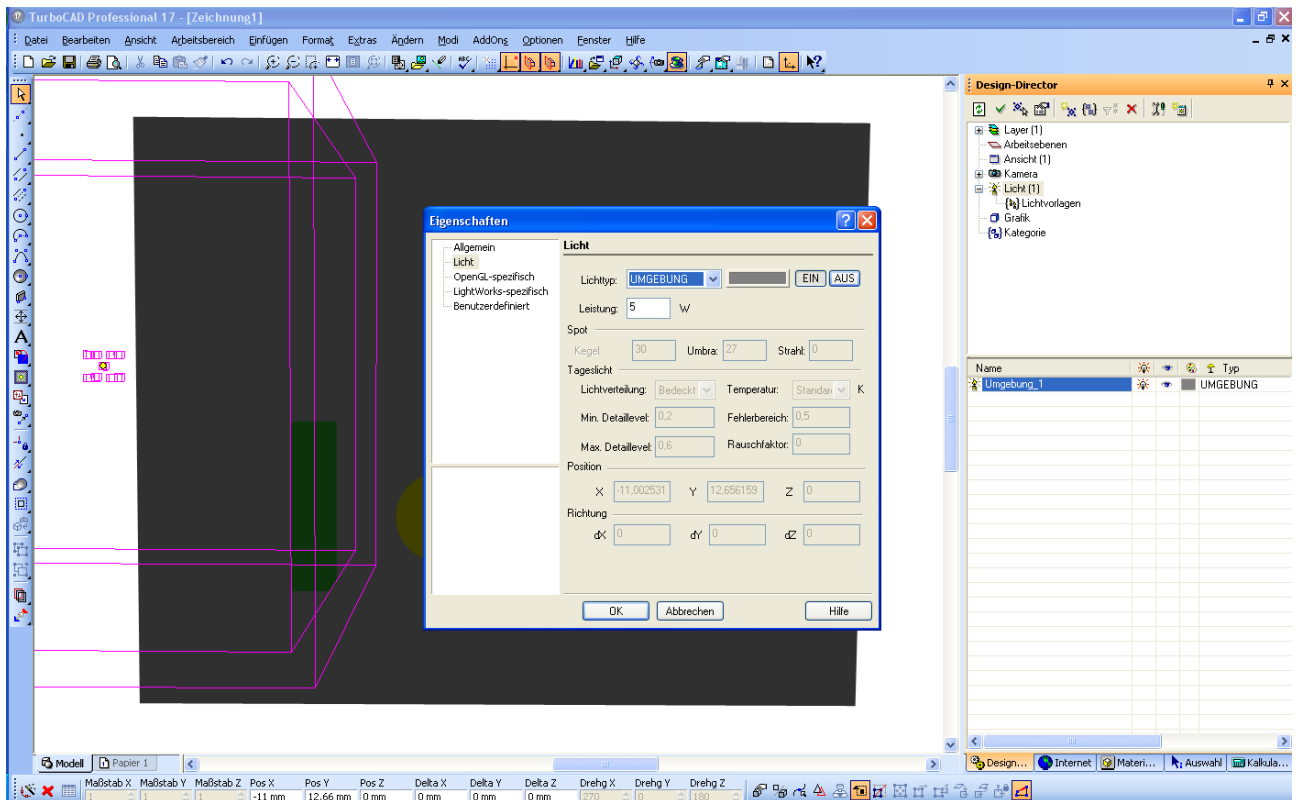 TurboCAD Professional 17 - [Zeichnung1]
Datei Bearbeiten Ansicht Arbeitsbereich Einfügen Format Extras Ändern Modi AddOns Optionen Fenster Hilfe
Design-Director
Layer (1)
Arbeitsebenen
Ansicht (1)
Kamera
Licht (1)
Lichtvorlagen
Grafik
Kategorie
Eigenschaften
Allgemein
Licht
OpenGL-spezifisch
LightWorks-spezifisch
Benutzerdefiniert
Licht
Lichttyp: UMGEBUNG EIN AUS
Leistung: 5 W
Spot
Kegel 30 Umbra: 27 Strahl: 0
Tageslicht
Lichtverteilung: Bedeckt Temperatur: Standar K
Min. Detaillevel: 0,2 Fehlerbereich: 0,5
Max. Detaillevel: 0,6 Rauschfaktor: 0
Position
X -11,002531 Y 12,656159 Z 0
Richtung
dX 0 dY 0 dZ 0
OK Abbrechen Hilfe
Name Typ
Umgebung_1 UMGEBUNG
Modell Papier 1
Design... Internet Materi... Auswahl Kalkula...
Maßstab X Maßstab Y Maßstab Z Pos X Pos Y Pos Z Delta X Delta Y Delta Z Drehg X Drehg Y Drehg Z
1 1 1 -11 mm 12.66 mm 0 mm 0 mm 0 mm 0 mm 270 0 180